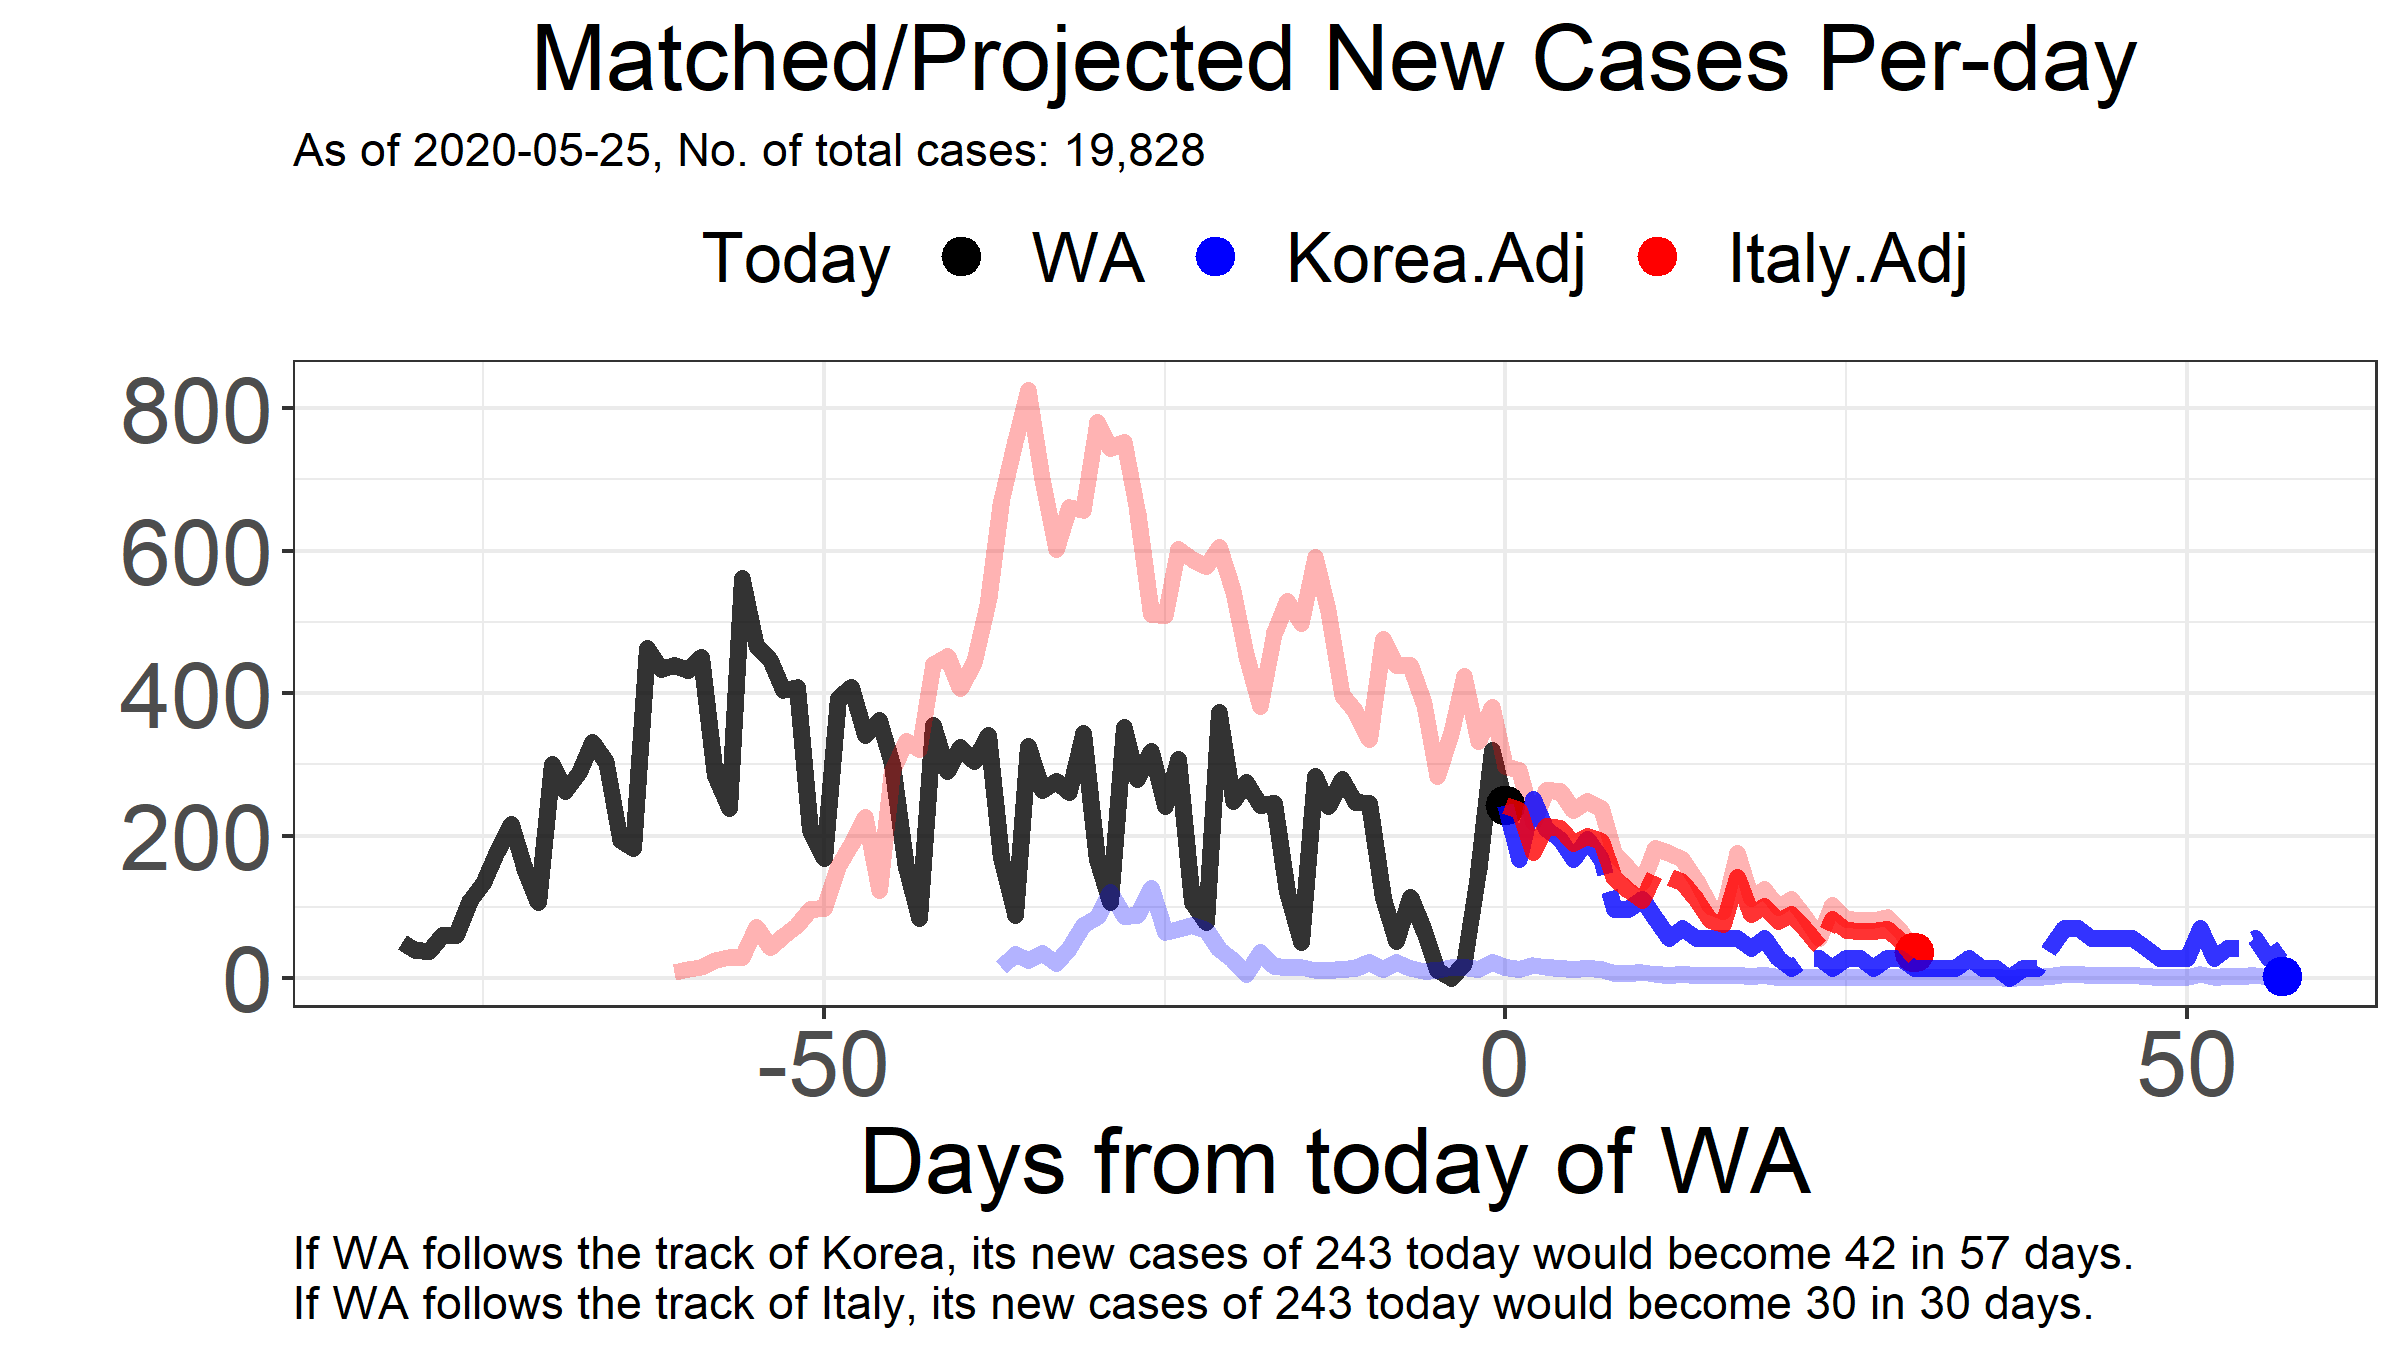 Matched/Projected New Cases Per-day
As of 2020-05-25, No. of total cases: 19,828
Today WA Korea.Adj Italy.Adj
800
600
400
200
0
-50 0 50
Days from today of WA
If WA follows the track of Korea, its new cases of 243 today would become 42 in 57 days.
If WA follows the track of Italy, its new cases of 243 today would become 30 in 30 days.